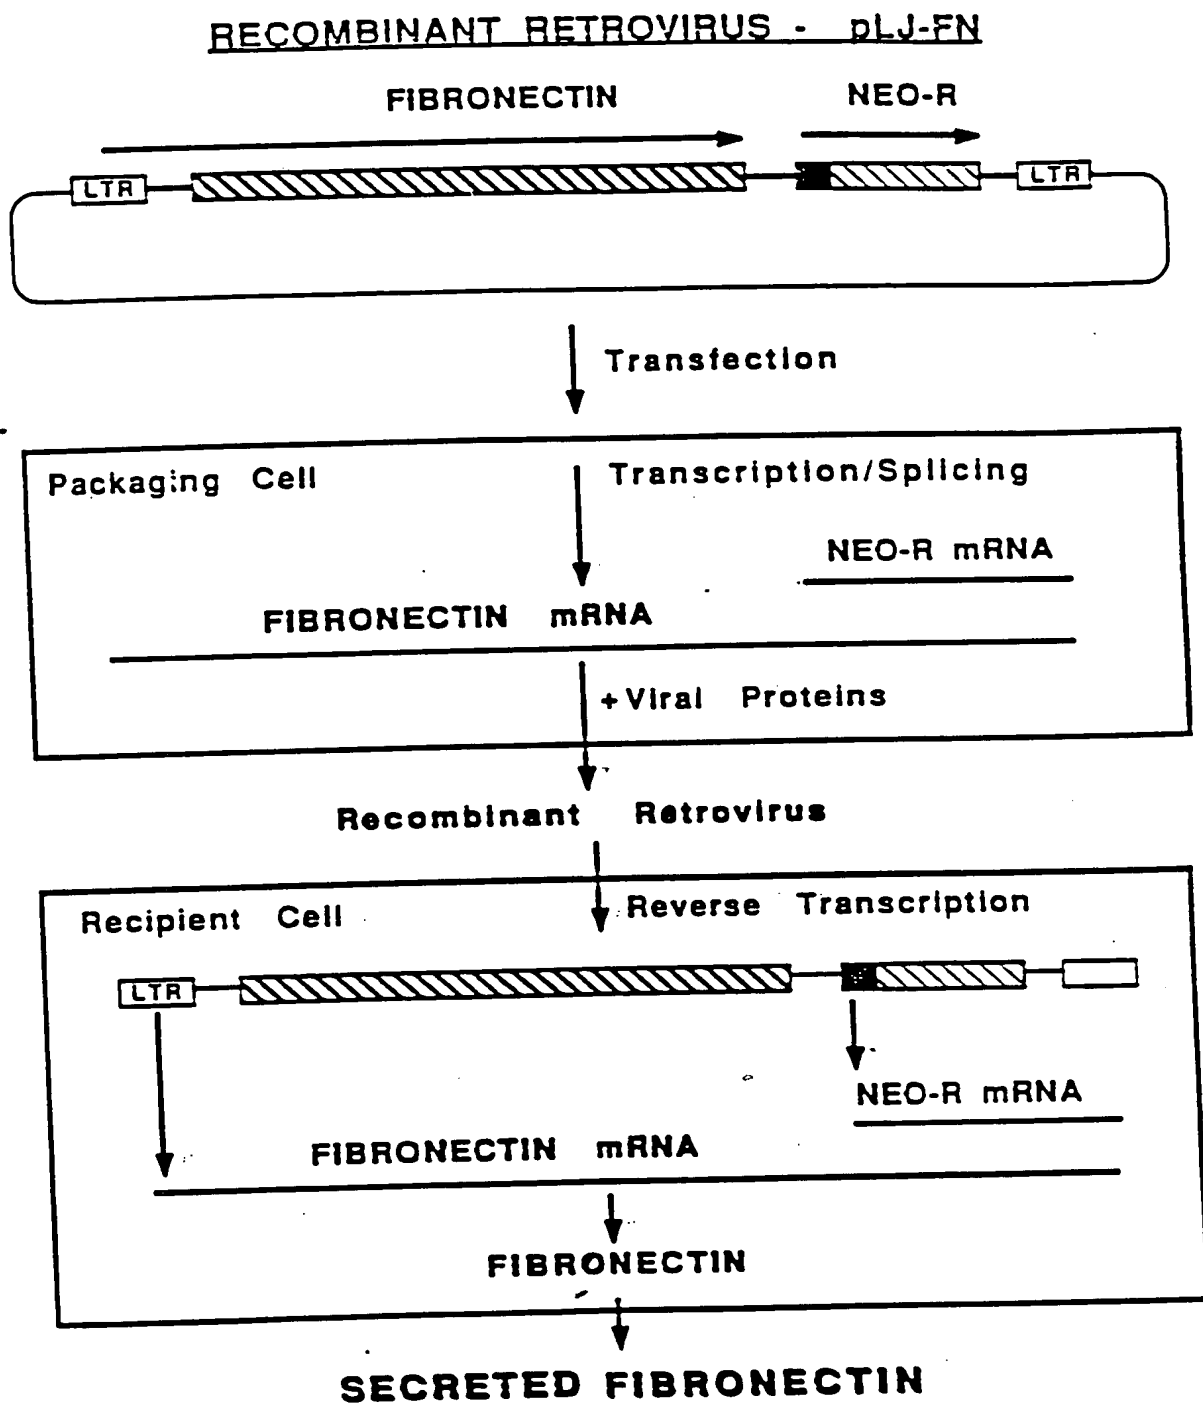 RECOMBINANT RETROVIRUS - pLJ-FN
FIBRONECTIN
NEO-R
LTR
LTR
Transfection
Packaging Cell
Transcription/Splicing
NEO-R mRNA
FIBRONECTIN mRNA
+Viral Proteins
Recombinant Retrovirus
Recipient Cell
Reverse Transcription
LTR
NEO-R mRNA
FIBRONECTIN mRNA
FIBRONECTIN
SECRETED FIBRONECTIN